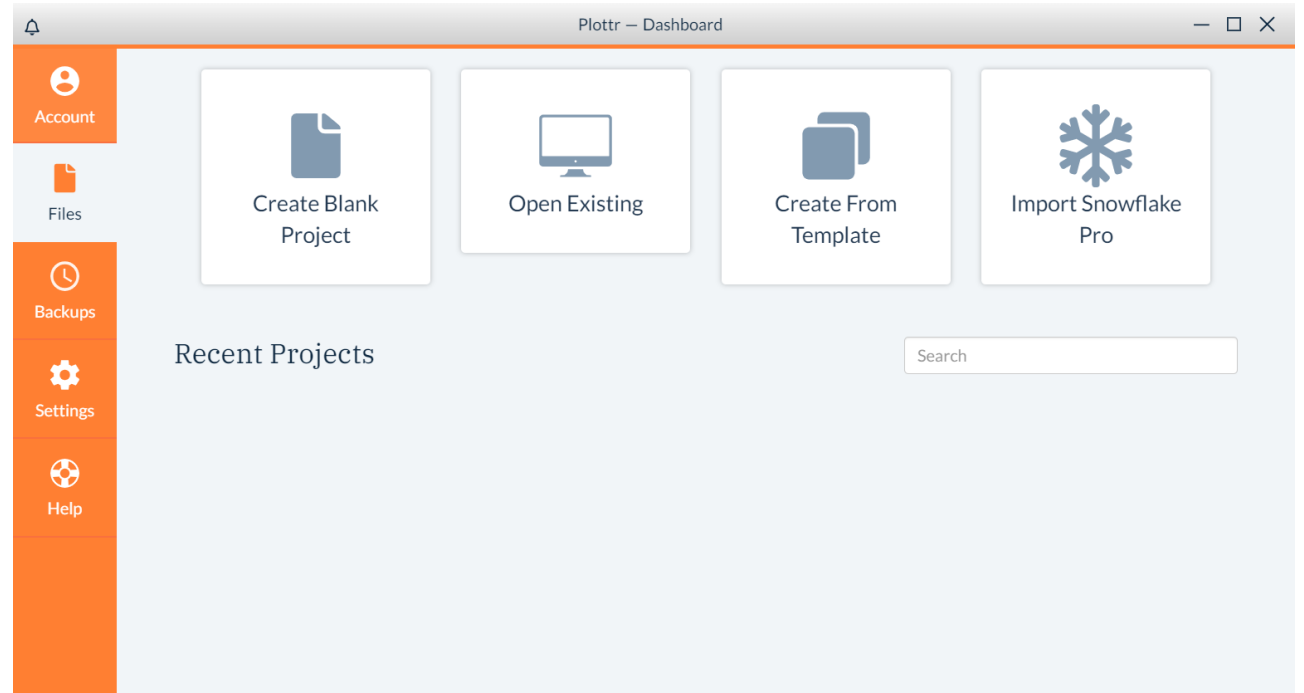 Plottr — Dashboard
Account
Files
Backups
Settings
Help
Create Blank
Project
Open Existing
Create From
Template
Import Snowflake
Pro
Recent Projects
Search